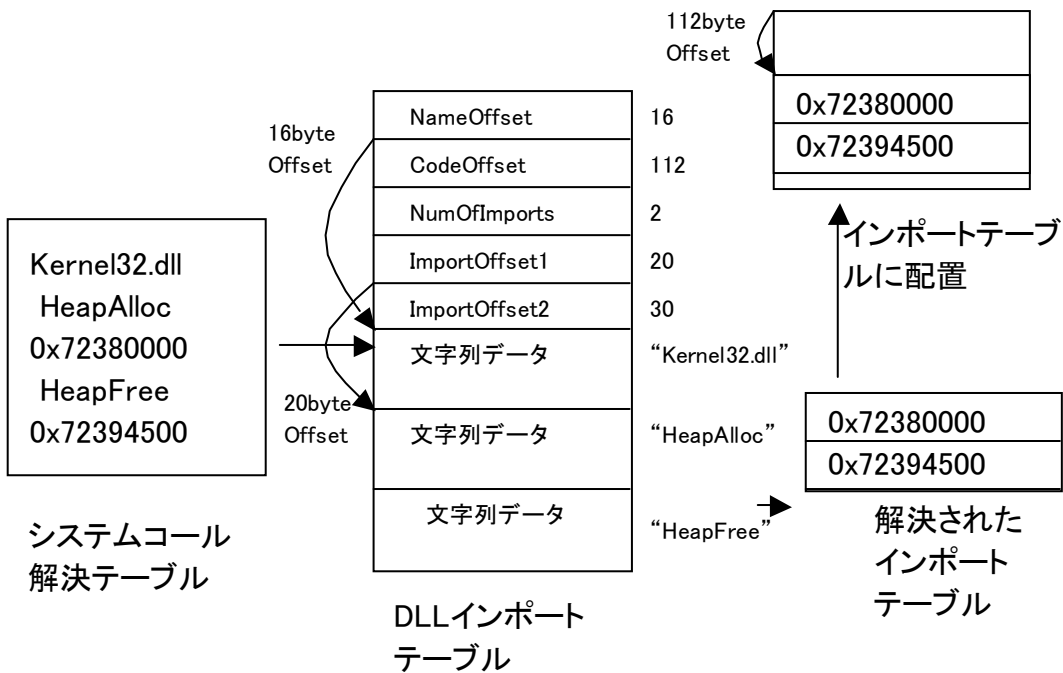 112byte
Offset
0x72380000
0x72394500
インポートテーブ
ルに配置
16byte
Offset
NameOffset
16
CodeOffset
112
NumOfImports
2
ImportOffset1
20
ImportOffset2
30
文字列データ
“Kernel32.dll”
20byte
Offset
文字列データ
“HeapAlloc”
文字列データ
“HeapFree”
DLLインポート
テーブル
Kernel32.dll
HeapAlloc
0x72380000
HeapFree
0x72394500
システムコール
解決テーブル
0x72380000
0x72394500
解決された
インポート
テーブル